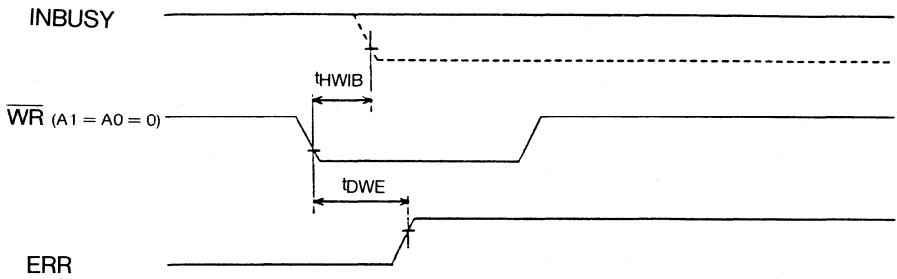 INBUSY
tHWIB
WR (A1 = A0 = 0)
tDWE
ERR